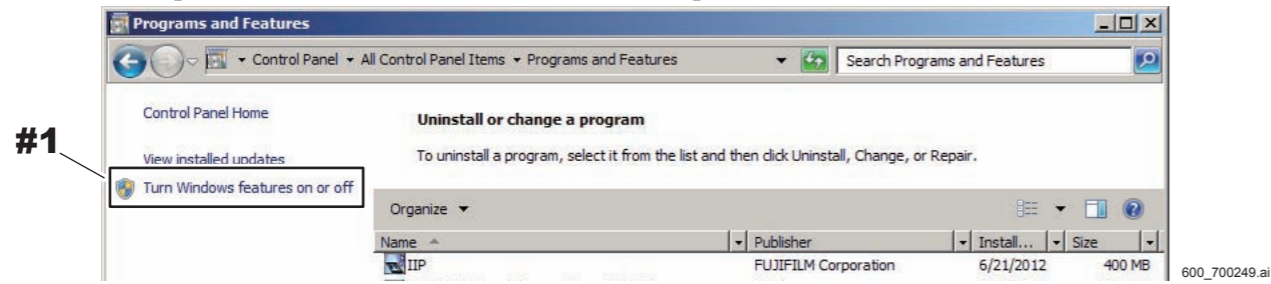 Programs and Features
Control Panel All Control Panel Items Programs and Features Search Programs and Features
Control Panel Home
Uninstall or change a program
#1
View installed updates
To uninstall a program, select it from the list and then click Uninstall, Change, or Repair.
Turn Windows features on or off
Organize
Name Publisher Install... Size
IIP FUJIFILM Corporation 6/21/2012 400 MB
600_700249.ai